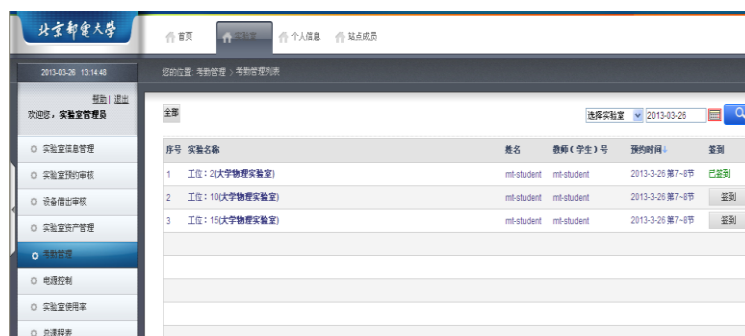 北京邮电大学
首页
实验室
个人信息
站点成员
2013-03-26 13:14:48
您的位置: 考勤管理 > 考勤管理列表
帮助 | 退出
欢迎您，实验室管理员
全部
选择实验室
2013-03-26
实验室信息管理
实验室预约审核
设备借出审核
实验室资产管理
考勤管理
电源控制
实验室使用率
总课程表
序号 实验名称 姓名 教师（学生）号 预约时间↓ 签到
1 工位：2(大学物理实验室) mt-student mt-student 2013-3-26 第7~8节 已签到
2 工位：10(大学物理实验室) mt-student mt-student 2013-3-26 第7~8节 签到
3 工位：15(大学物理实验室) mt-student mt-student 2013-3-26 第7~8节 签到